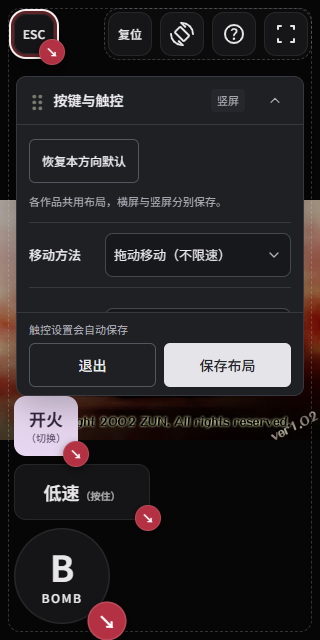 ESC
复位
按键与触控
竖屏
恢复本方向默认
各作品共用布局，横屏与竖屏分别保存。
移动方法
拖动移动（不限速）
触控设置会自动保存
退出
保存布局
开火
（切换）
ght 2002 ZUN. All rights reserved.
ver 1.02
低速（按住）
B
BOMB